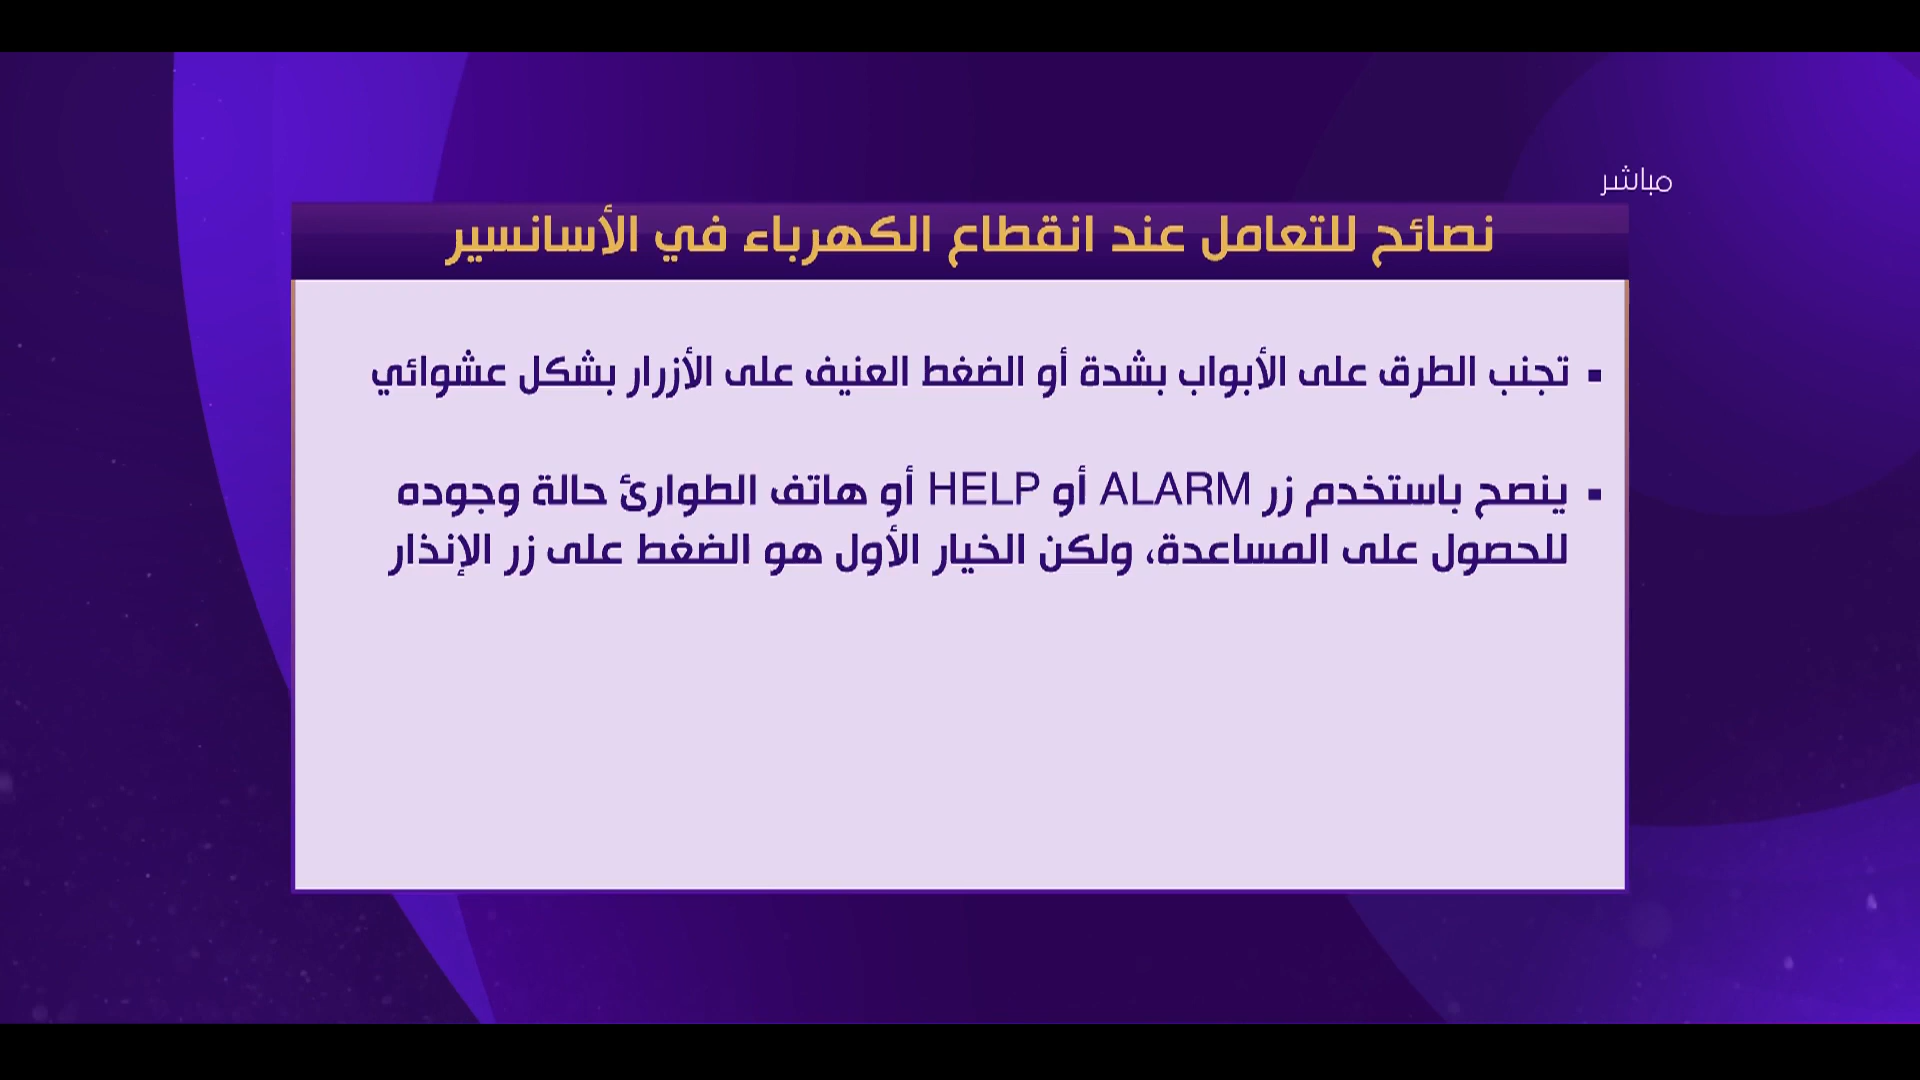 مباشر
نصائح للتعامل عند انقطاع الكهرباء في الأسانسير
▪ تجنب الطرق على الأبواب بشدة أو الضغط العنيف على الأزرار بشكل عشوائي
▪ ينصح باستخدم زر ALARM أو HELP أو هاتف الطوارئ حالة وجوده
للحصول على المساعدة، ولكن الخيار الأول هو الضغط على زر الإنذار